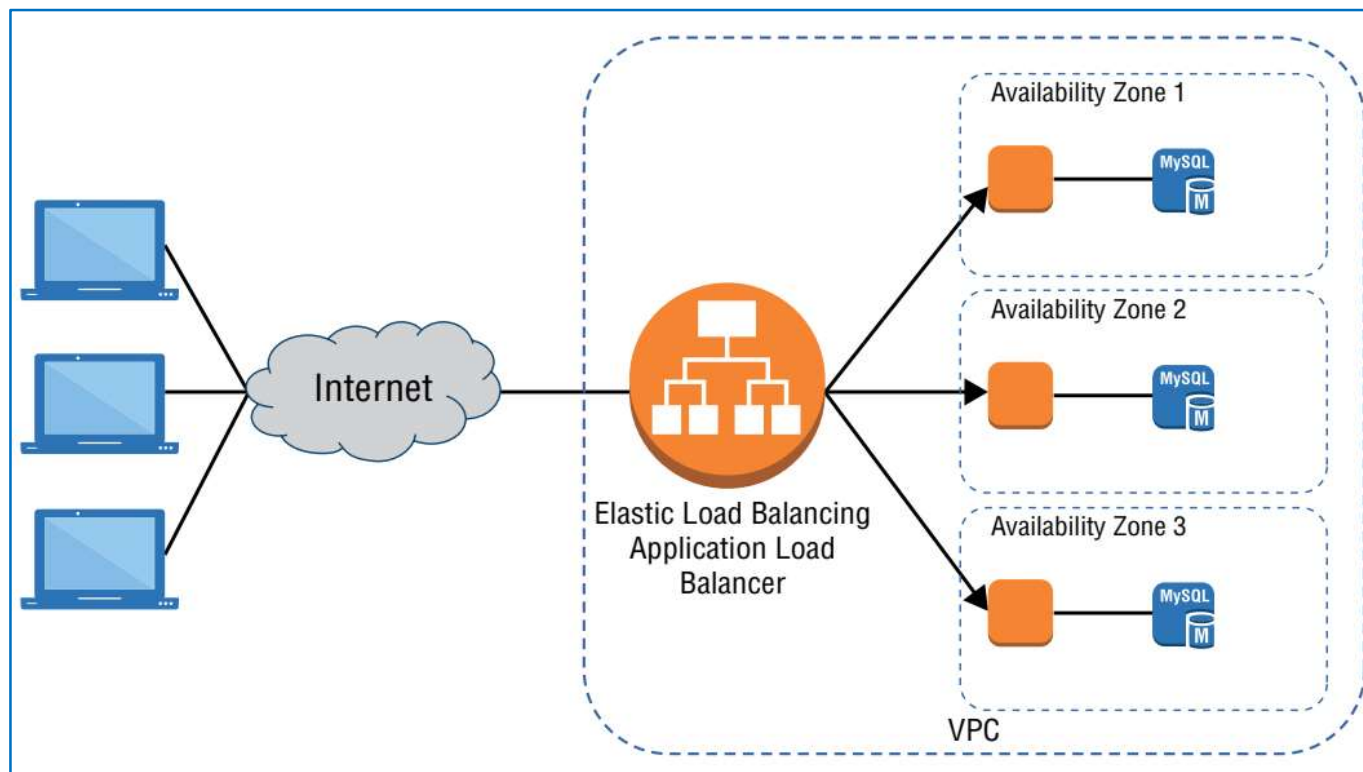 Availability Zone 1
MySQL
M
Availability Zone 2
MySQL
M
Internet
Elastic Load Balancing
Application Load
Balancer
Availability Zone 3
MySQL
M
VPC